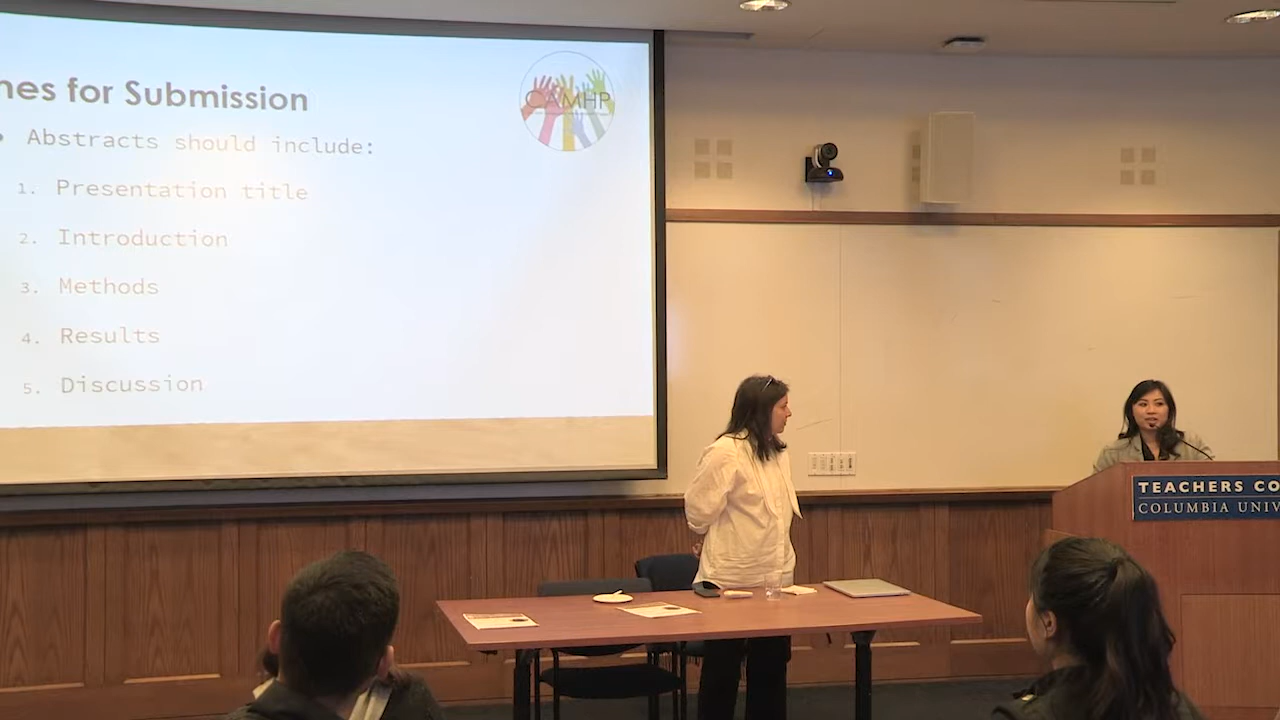 nes for Submission
CAMHP
• Abstracts should include:
1. Presentation title
2. Introduction
3. Methods
4. Results
5. Discussion
TEACHERS CO
COLUMBIA UNIV